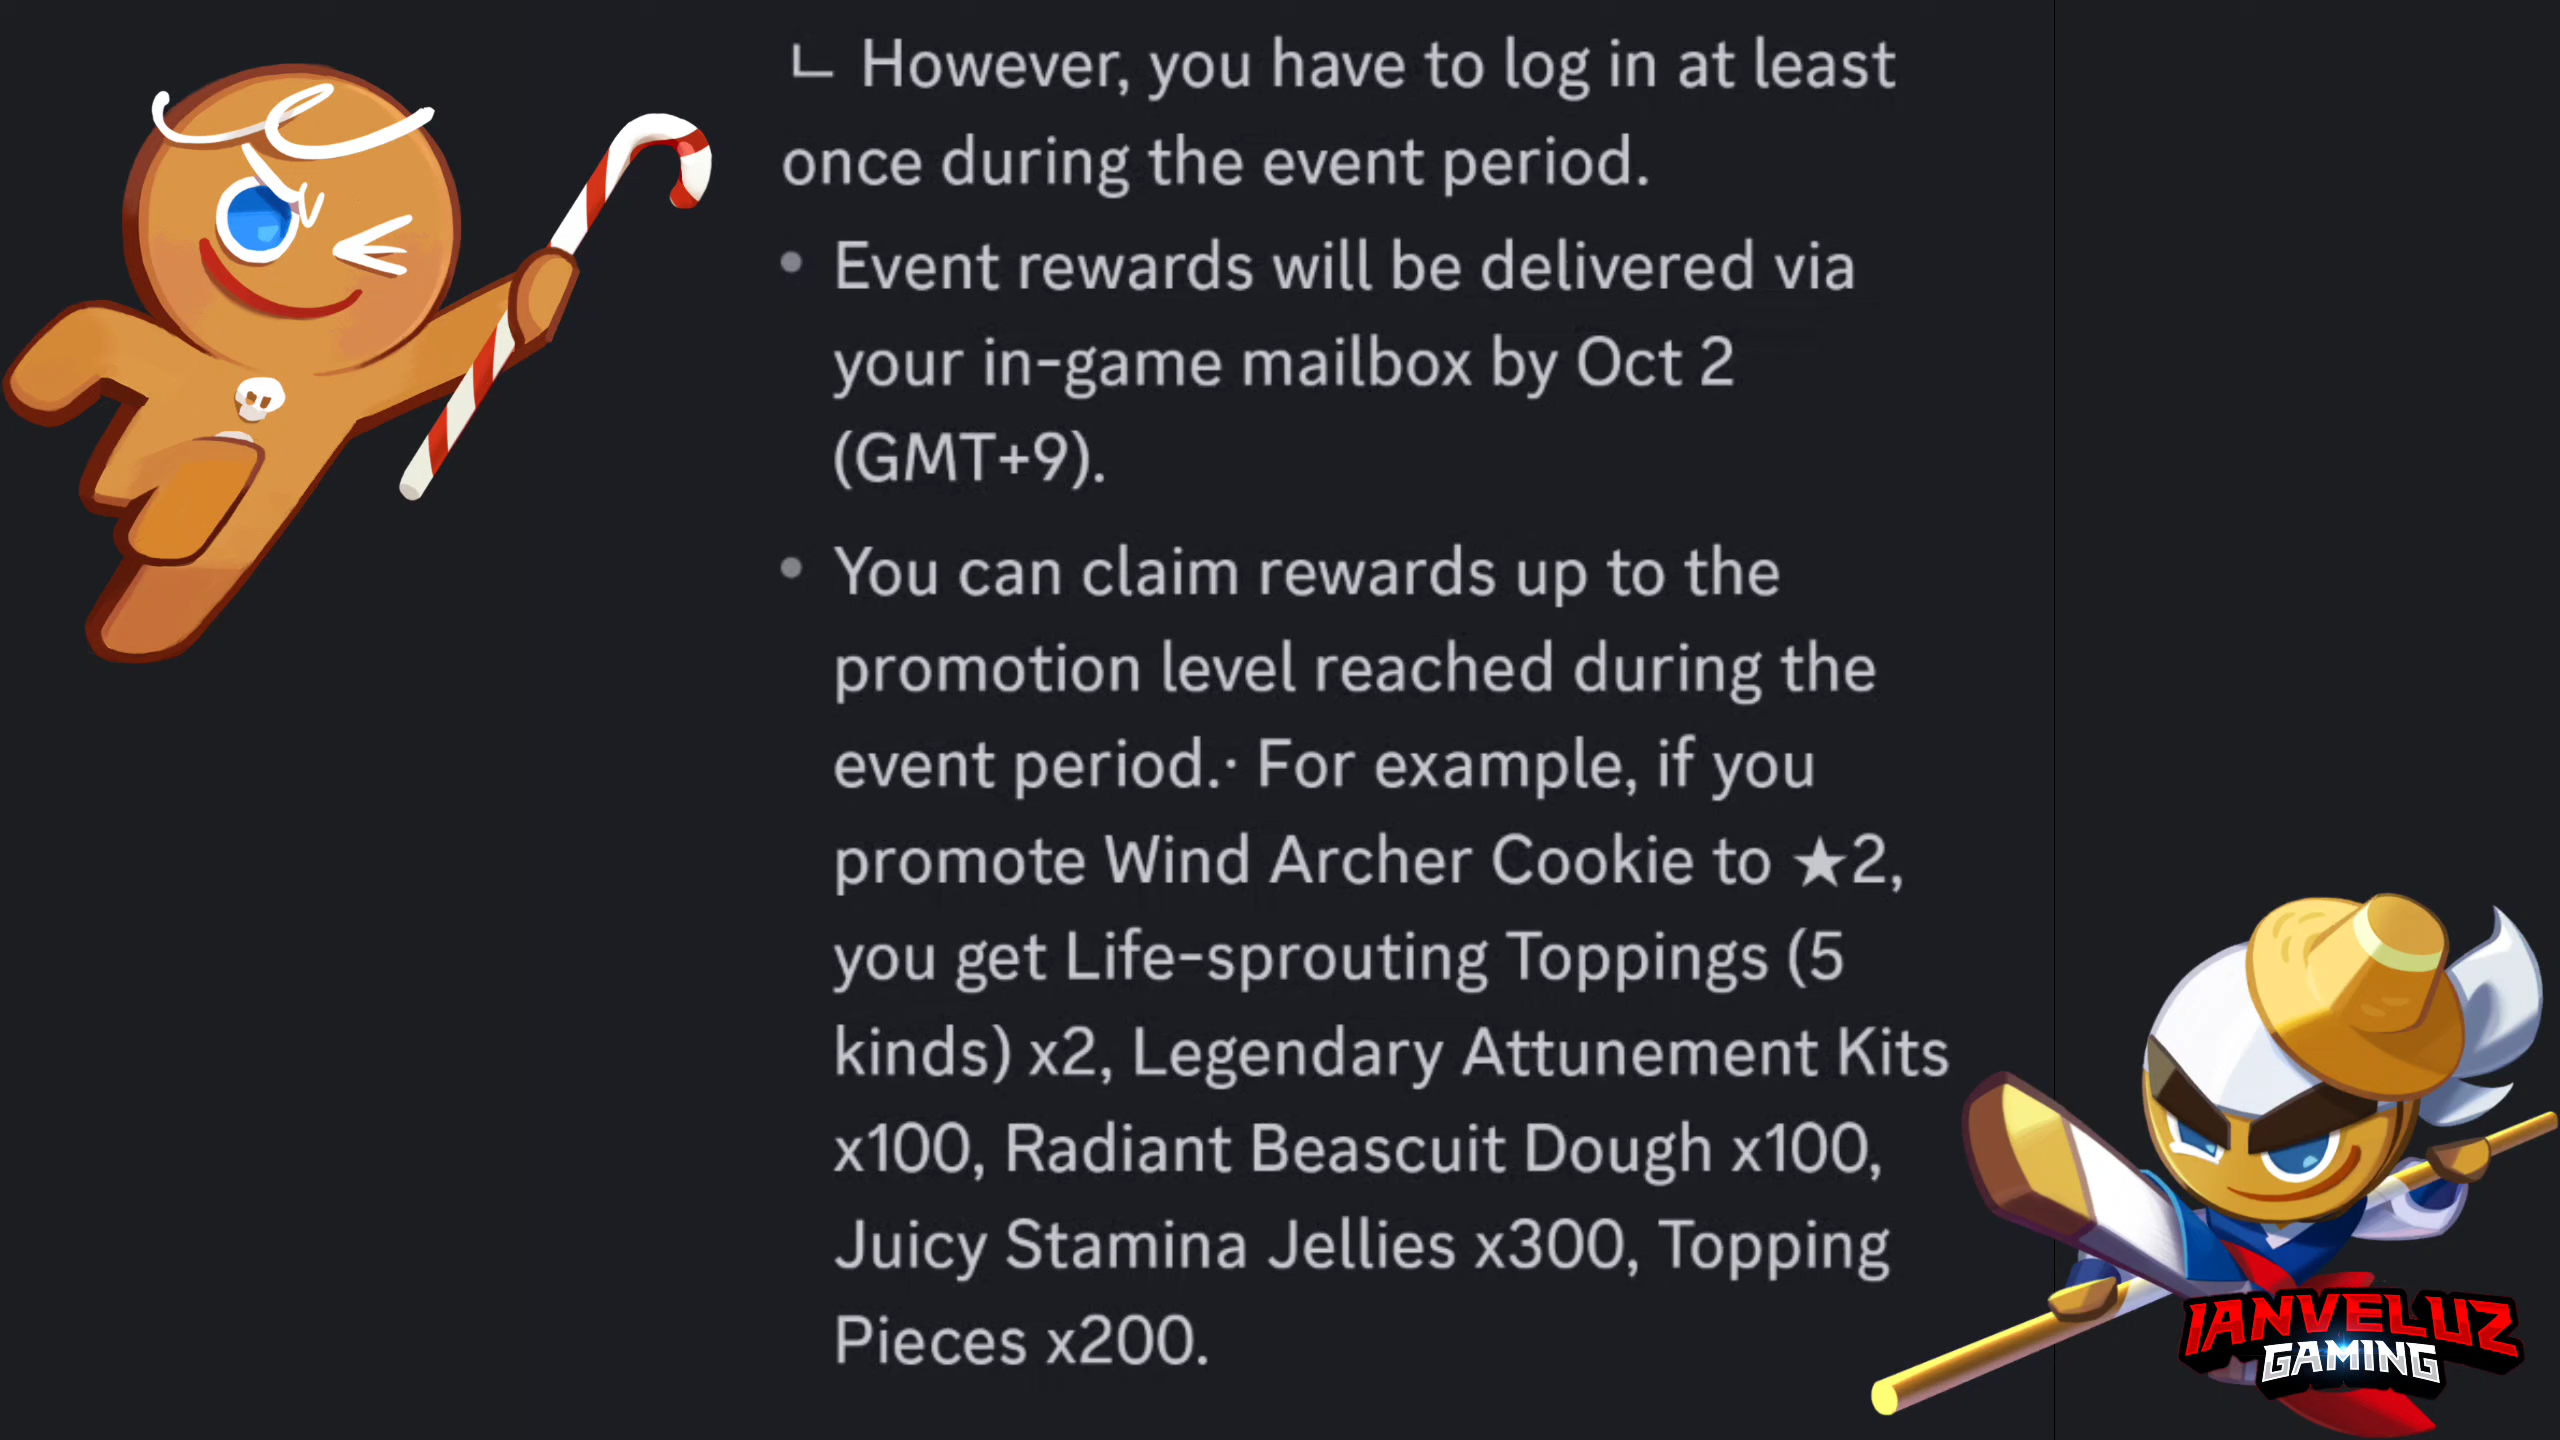 ㄴ However, you have to log in at least
once during the event period.
• Event rewards will be delivered via
your in-game mailbox by Oct 2
(GMT+9).
• You can claim rewards up to the
promotion level reached during the
event period.· For example, if you
promote Wind Archer Cookie to ★2,
you get Life-sprouting Toppings (5
kinds) x2, Legendary Attunement Kits
x100, Radiant Beascuit Dough x100,
Juicy Stamina Jellies x300, Topping
Pieces x200.
IANVELUZ
GAMING